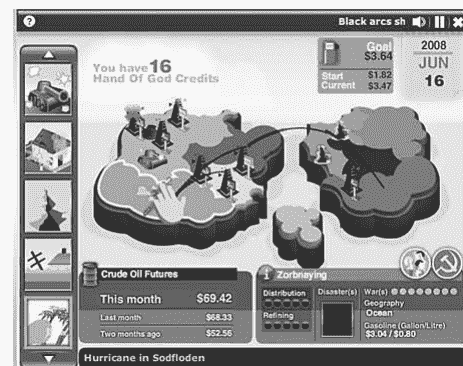 ?
Black arcs sh
You have 16
Hand Of God Credits
Goal
$3.64
Start $1.82
Current $3.47
2008
JUN
16
Crude Oil Futures
This month $69.42
Last month $68.33
Two months ago $52.56
Zorbnaying
Distribution
Refining
Disaster(s)
War(s)
Geography
Ocean
Gasoline (Gallon/Litre)
$3.04 / $0.80
Hurricane in Sodfloden